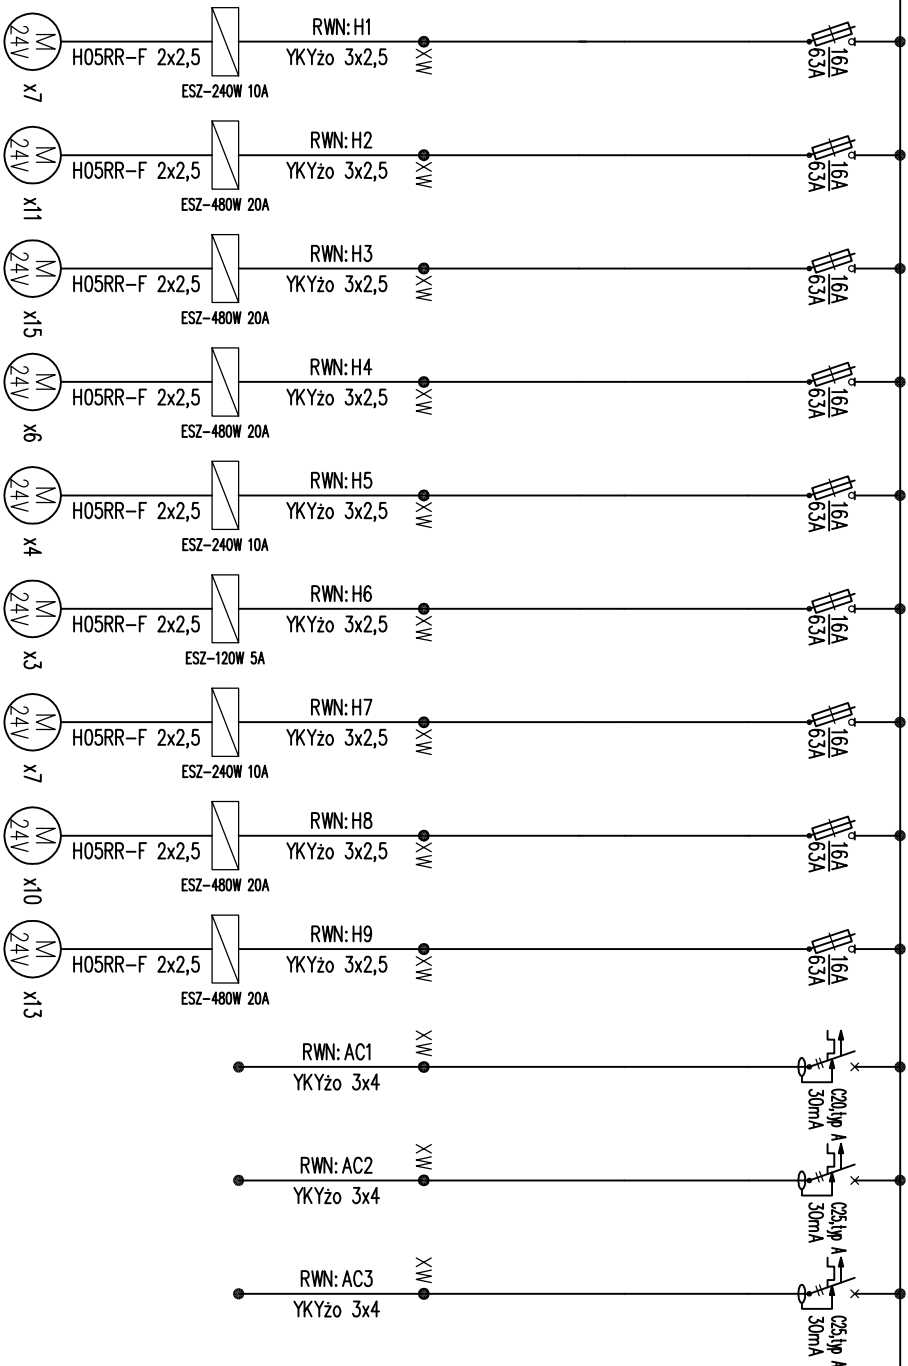 M
24V
x7
H05RR-F 2x2,5
ESZ-240W 10A
RWN:H1
YKYżo 3x2,5
XW
16A
63A
M
24V
x11
H05RR-F 2x2,5
ESZ-480W 20A
RWN:H2
YKYżo 3x2,5
XW
16A
63A
M
24V
x15
H05RR-F 2x2,5
ESZ-480W 20A
RWN:H3
YKYżo 3x2,5
XW
16A
63A
M
24V
x6
H05RR-F 2x2,5
ESZ-480W 20A
RWN:H4
YKYżo 3x2,5
XW
16A
63A
M
24V
x4
H05RR-F 2x2,5
ESZ-240W 10A
RWN:H5
YKYżo 3x2,5
XW
16A
63A
M
24V
x3
H05RR-F 2x2,5
ESZ-120W 5A
RWN:H6
YKYżo 3x2,5
XW
16A
63A
M
24V
x7
H05RR-F 2x2,5
ESZ-240W 10A
RWN:H7
YKYżo 3x2,5
XW
16A
63A
M
24V
x10
H05RR-F 2x2,5
ESZ-480W 20A
RWN:H8
YKYżo 3x2,5
XW
16A
63A
M
24V
x13
H05RR-F 2x2,5
ESZ-480W 20A
RWN:H9
YKYżo 3x2,5
XW
16A
63A
RWN:AC1
YKYżo 3x4
XW
C20,typ A
30mA
RWN:AC2
YKYżo 3x4
XW
C25,typ A
30mA
RWN:AC3
YKYżo 3x4
XW
C25,typ A
30mA